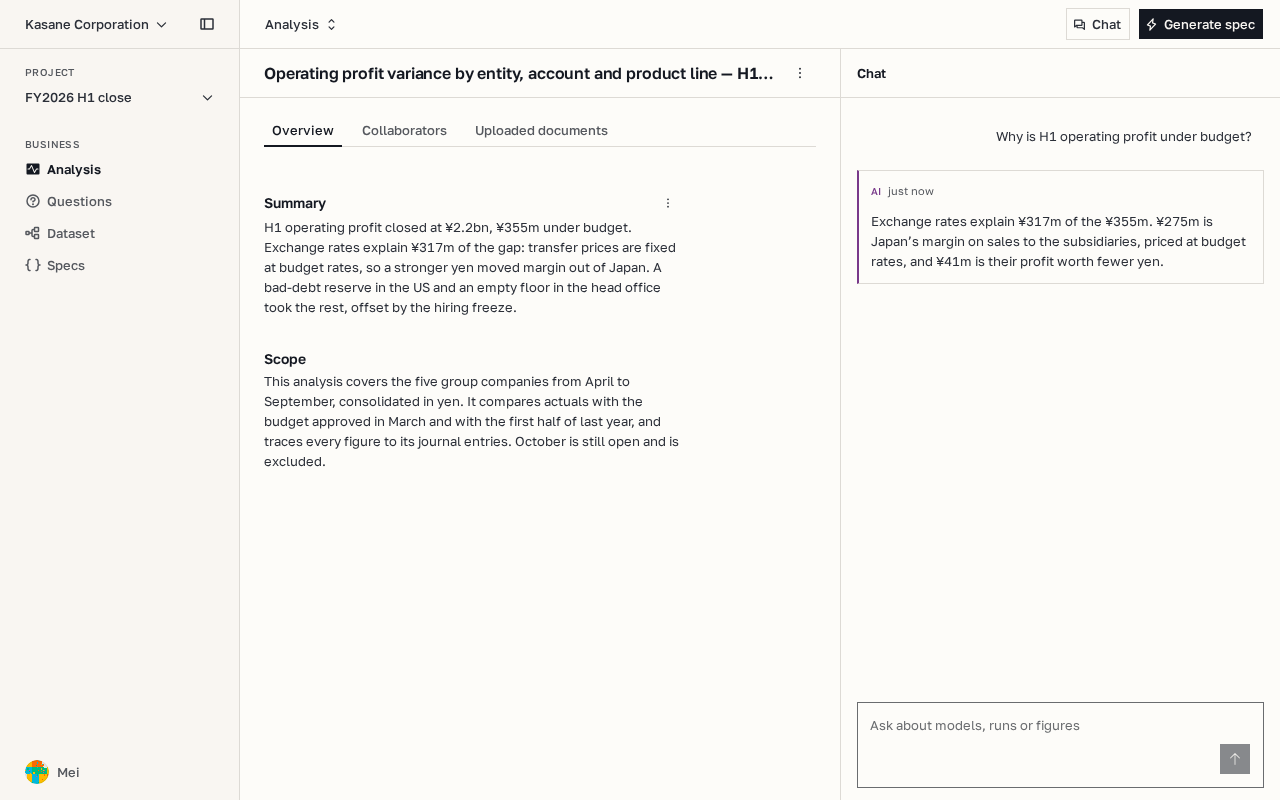 Kasane Corporation
PROJECT
FY2026 H1 close
BUSINESS
Analysis
Questions
Dataset
Specs
Mei
Analysis
Chat
Generate spec
Operating profit variance by entity, account and product line — H1…
Overview
Collaborators
Uploaded documents
Summary
H1 operating profit closed at ¥2.2bn, ¥355m under budget.
Exchange rates explain ¥317m of the gap: transfer prices are fixed
at budget rates, so a stronger yen moved margin out of Japan. A
bad-debt reserve in the US and an empty floor in the head office
took the rest, offset by the hiring freeze.
Scope
This analysis covers the five group companies from April to
September, consolidated in yen. It compares actuals with the
budget approved in March and with the first half of last year, and
traces every figure to its journal entries. October is still open and is
excluded.
Chat
Why is H1 operating profit under budget?
AI just now
Exchange rates explain ¥317m of the ¥355m. ¥275m is
Japan’s margin on sales to the subsidiaries, priced at budget
rates, and ¥41m is their profit worth fewer yen.
Ask about models, runs or figures